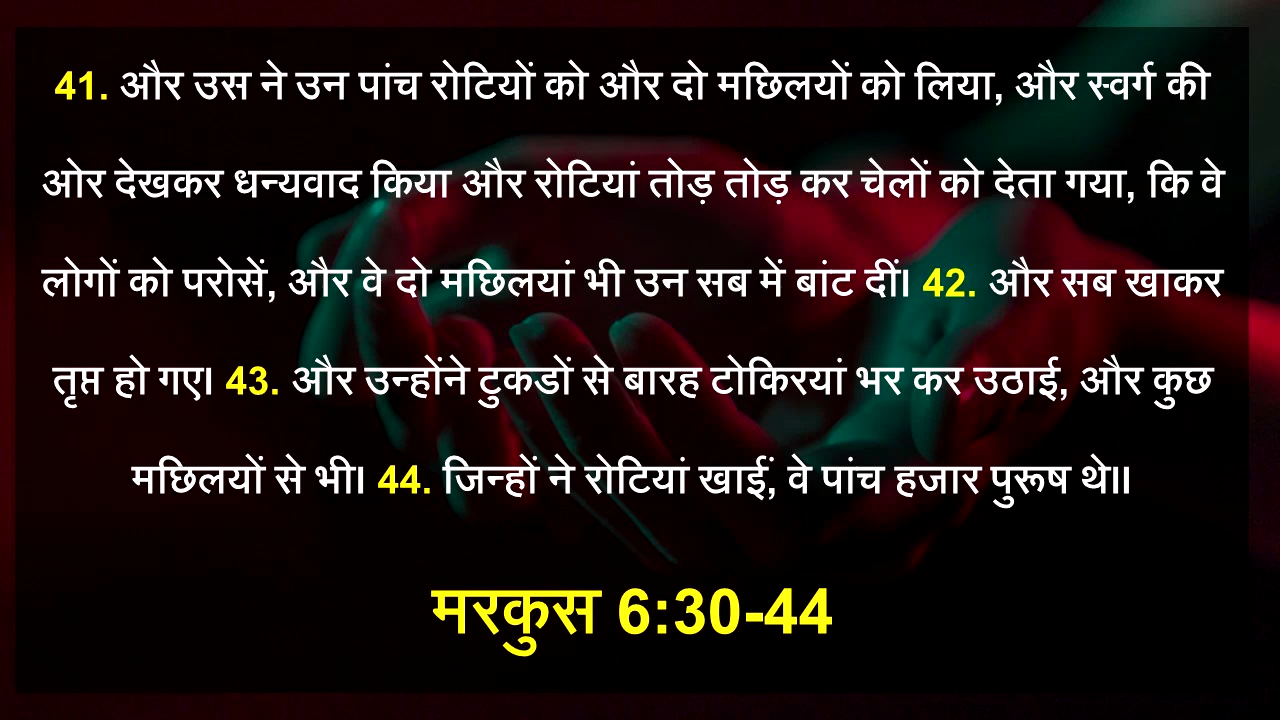 41. और उस ने उन पांच रोटियों को और दो मछिलयों को लिया, और स्वर्ग की
ओर देखकर धन्यवाद किया और रोटियां तोड़ तोड़ कर चेलों को देता गया, कि वे
लोगों को परोसें, और वे दो मछिलयां भी उन सब में बांट दीं। 42. और सब खाकर
तृप्त हो गए। 43. और उन्होंने टुकडों से बारह टोकिरयां भर कर उठाई, और कुछ
मछिलयों से भी। 44. जिन्हों ने रोटियां खाईं, वे पांच हजार पुरूष थे॥
मरकुस 6:30-44